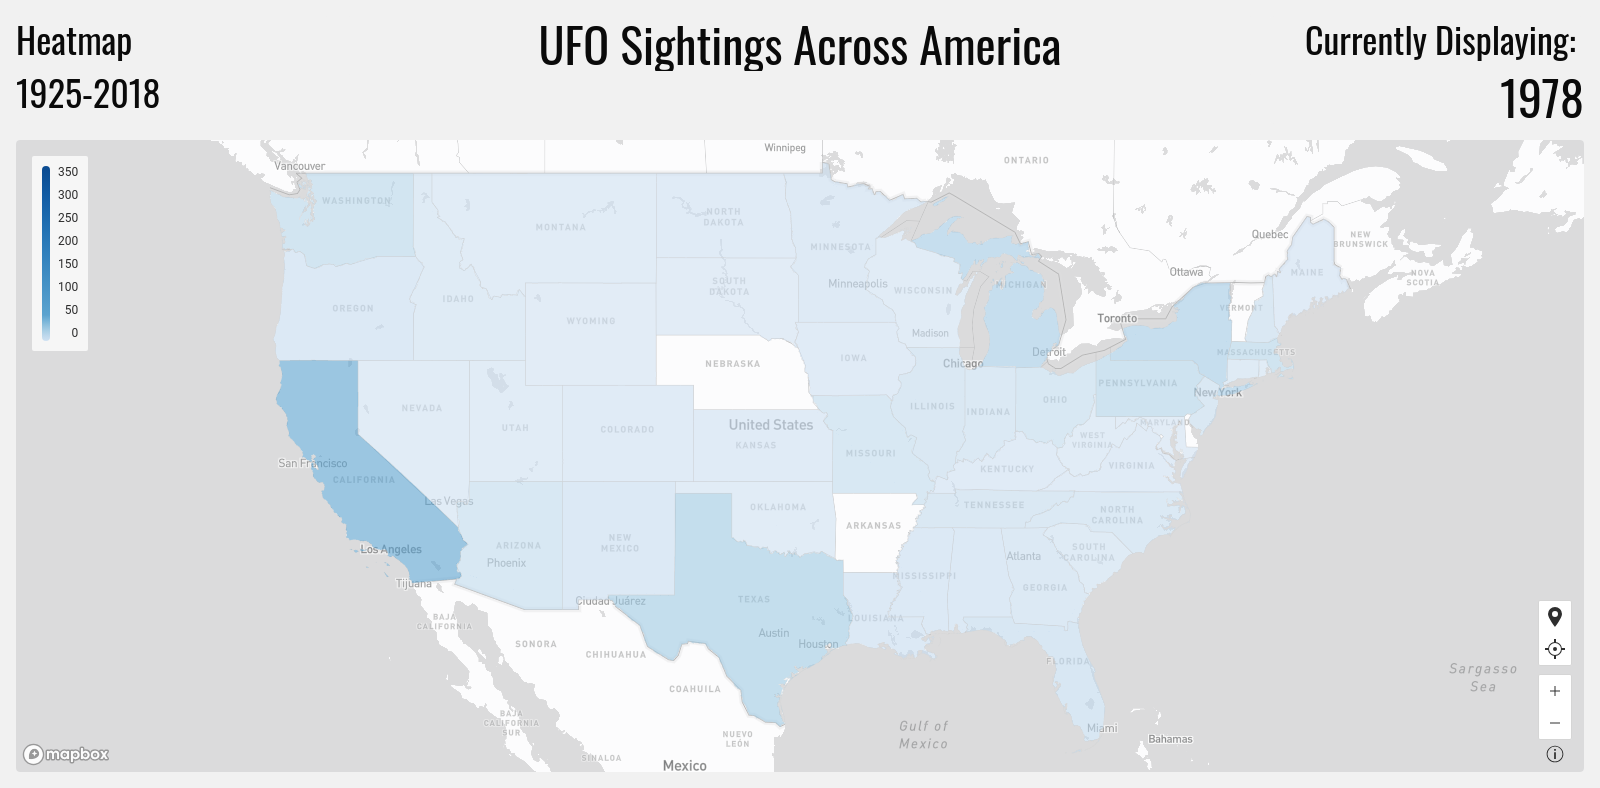 Heatmap
1925-2018
UFO Sightings Across America
Currently Displaying:
1978
350
300
250
200
150
100
50
0
Vancouver
Winnipeg
ONTARIO
WASHINGTON
MONTANA
NORTH
DAKOTA
MINNESOTA
Quebec
NEW
BRUNSWICK
Ottawa
MAINE
NOVA
SCOTIA
OREGON
IDAHO
SOUTH
DAKOTA
Minneapolis
WISCONSIN
MICHIGAN
VERMONT
WYOMING
Madison
Toronto
MASSACHUSETTS
NEBRASKA
IOWA
Chicago
Detroit
PENNSYLVANIA
New York
NEVADA
UTAH
COLORADO
United States
KANSAS
ILLINOIS
INDIANA
OHIO
MARYLAND
WEST
VIRGINIA
San Francisco
CALIFORNIA
MISSOURI
KENTUCKY
VIRGINIA
Las Vegas
OKLAHOMA
TENNESSEE
NORTH
CAROLINA
ARKANSAS
Los Angeles
ARIZONA
Phoenix
NEW
MEXICO
Atlanta
SOUTH
CAROLINA
Tijuana
MISSISSIPPI
GEORGIA
Ciudad Juárez
TEXAS
BAJA
CALIFORNIA
LOUISIANA
Austin
Houston
SONORA
CHIHUAHUA
FLORIDA
Sargasso
Sea
COAHUILA
BAJA
CALIFORNIA
SUR
Gulf of
Mexico
Miami
Bahamas
NUEVO
LEÓN
SINALOA
Mexico
mapbox